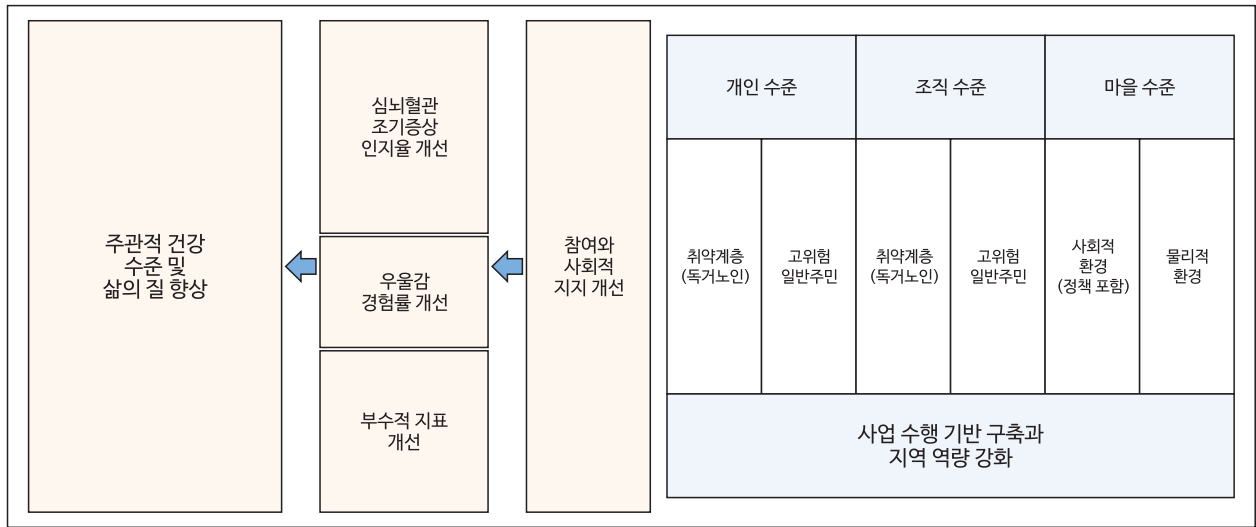 주관적 건강
수준 및
삶의 질 향상
심뇌혈관
조기증상
인지율 개선
우울감
경험률 개선
부수적 지표
개선
참여와
사회적
지지 개선
개인 수준
조직 수준
마을 수준
취약계층
(독거노인)
고위험
일반주민
취약계층
(독거노인)
고위험
일반주민
사회적
환경
(정책 포함)
물리적
환경
사업 수행 기반 구축과
지역 역량 강화